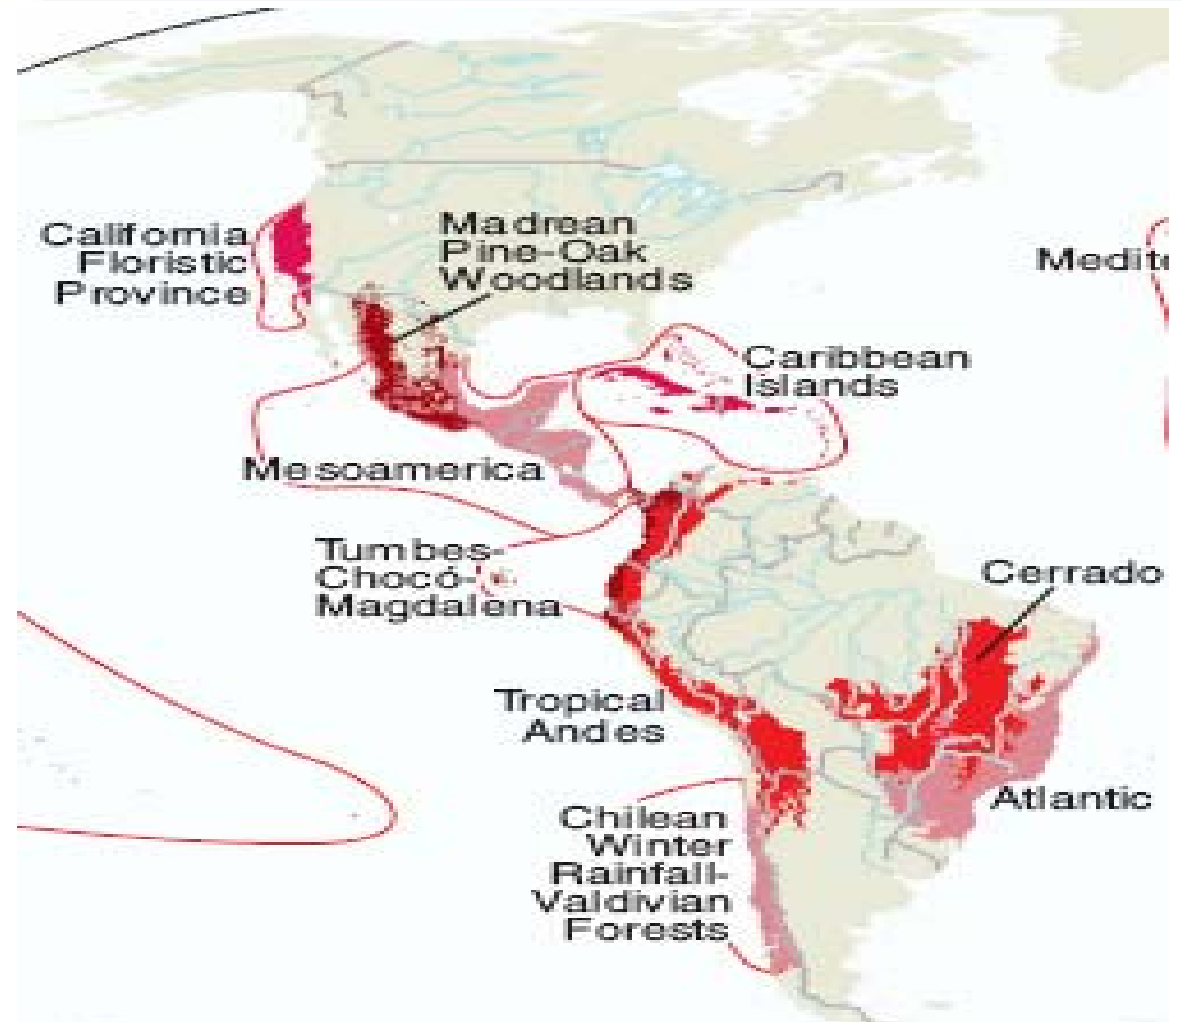 California
Floristic
Province
Madrean
Pine-Oak
Woodlands
Medite
Caribbean
Islands
Mesoamerica
Tumbes-
Chocó-
Magdalena
Cerrado
Tropical
Andes
Atlantic
Chilean
Winter
Rainfall-
Valdivian
Forests